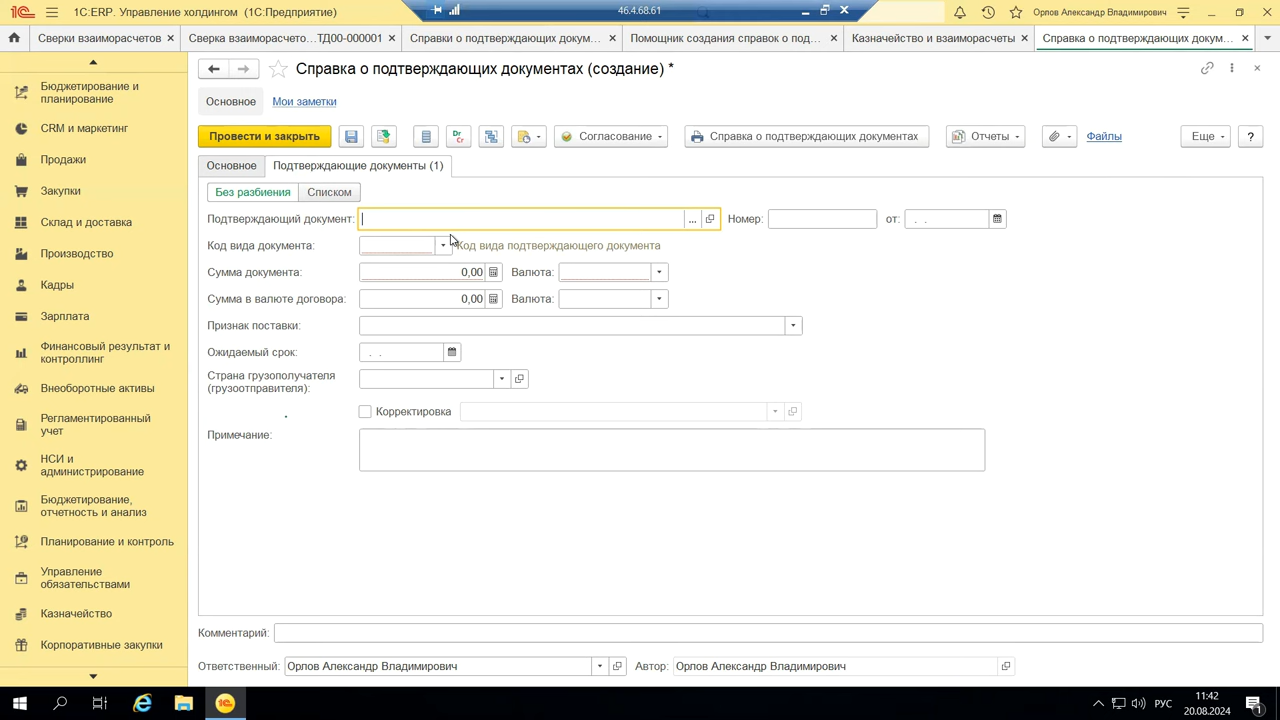 1С:ERP. Управление холдингом (1С:Предприятие)
46.4.68.61
Орлов Александр Владимирович
Сверки взаиморасчетов
Сверка взаиморасчето...ТД00-000001
Справки о подтверждающих докум...
Помощник создания справок о под...
Казначейство и взаиморасчеты
Справка о подтверждающих докум...
Бюджетирование и
планирование
CRM и маркетинг
Продажи
Закупки
Склад и доставка
Производство
Кадры
Зарплата
Финансовый результат и
контроллинг
Внеоборотные активы
Регламентированный
учет
НСИ и
администрирование
Бюджетирование,
отчетность и анализ
Планирование и контроль
Управление
обязательствами
Казначейство
Корпоративные закупки
Справка о подтверждающих документах (создание) *
Основное
Мои заметки
Провести и закрыть
Дr
Кr
Согласование
Справка о подтверждающих документах
Отчеты
Файлы
Еще
?
Основное
Подтверждающие документы (1)
Без разбиения
Списком
Подтверждающий документ:
...
Номер:
от:
. .
Код вида документа:
Код вида подтверждающего документа
Сумма документа:
0,00
Валюта:
Сумма в валюте договора:
0,00
Валюта:
Признак поставки:
Ожидаемый срок:
. .
Страна грузополучателя
(грузоотправителя):
Корректировка
Примечание:
Комментарий:
Ответственный:
Орлов Александр Владимирович
Автор:
Орлов Александр Владимирович
РУС
11:42
20.08.2024
1